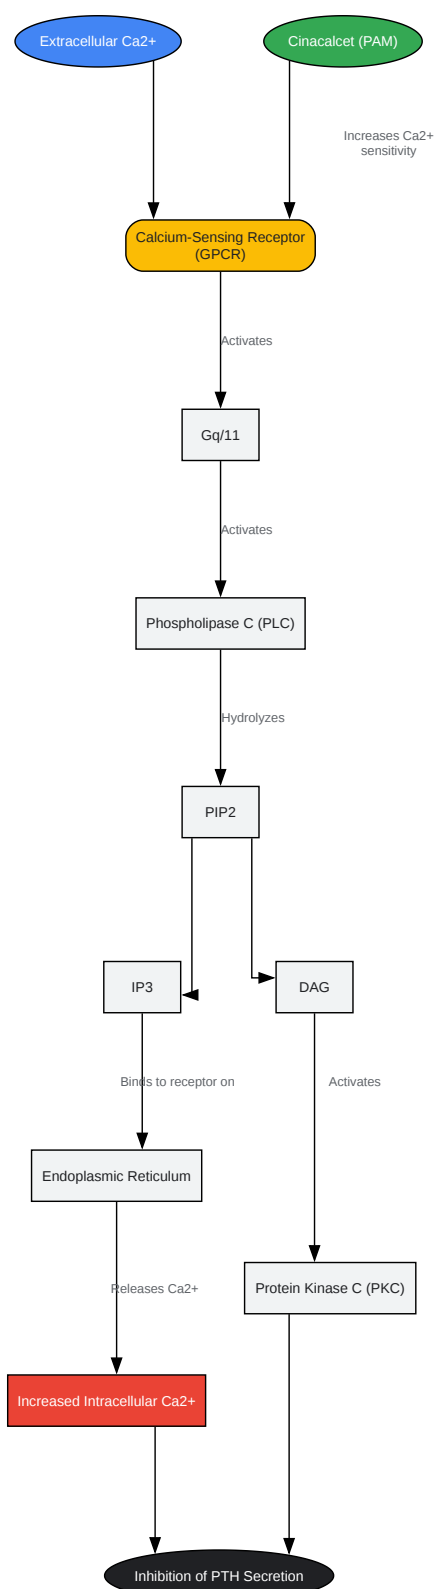 Extracellular Ca2+
Cinacalcet (PAM)
Increases Ca2+
sensitivity
Calcium-Sensing Receptor
(GPCR)
Activates
Gq/11
Activates
Phospholipase C (PLC)
Hydrolyzes
PIP2
IP3
DAG
Binds to receptor on
Activates
Endoplasmic Reticulum
Releases Ca2+
Protein Kinase C (PKC)
Increased Intracellular Ca2+
Inhibition of PTH Secretion